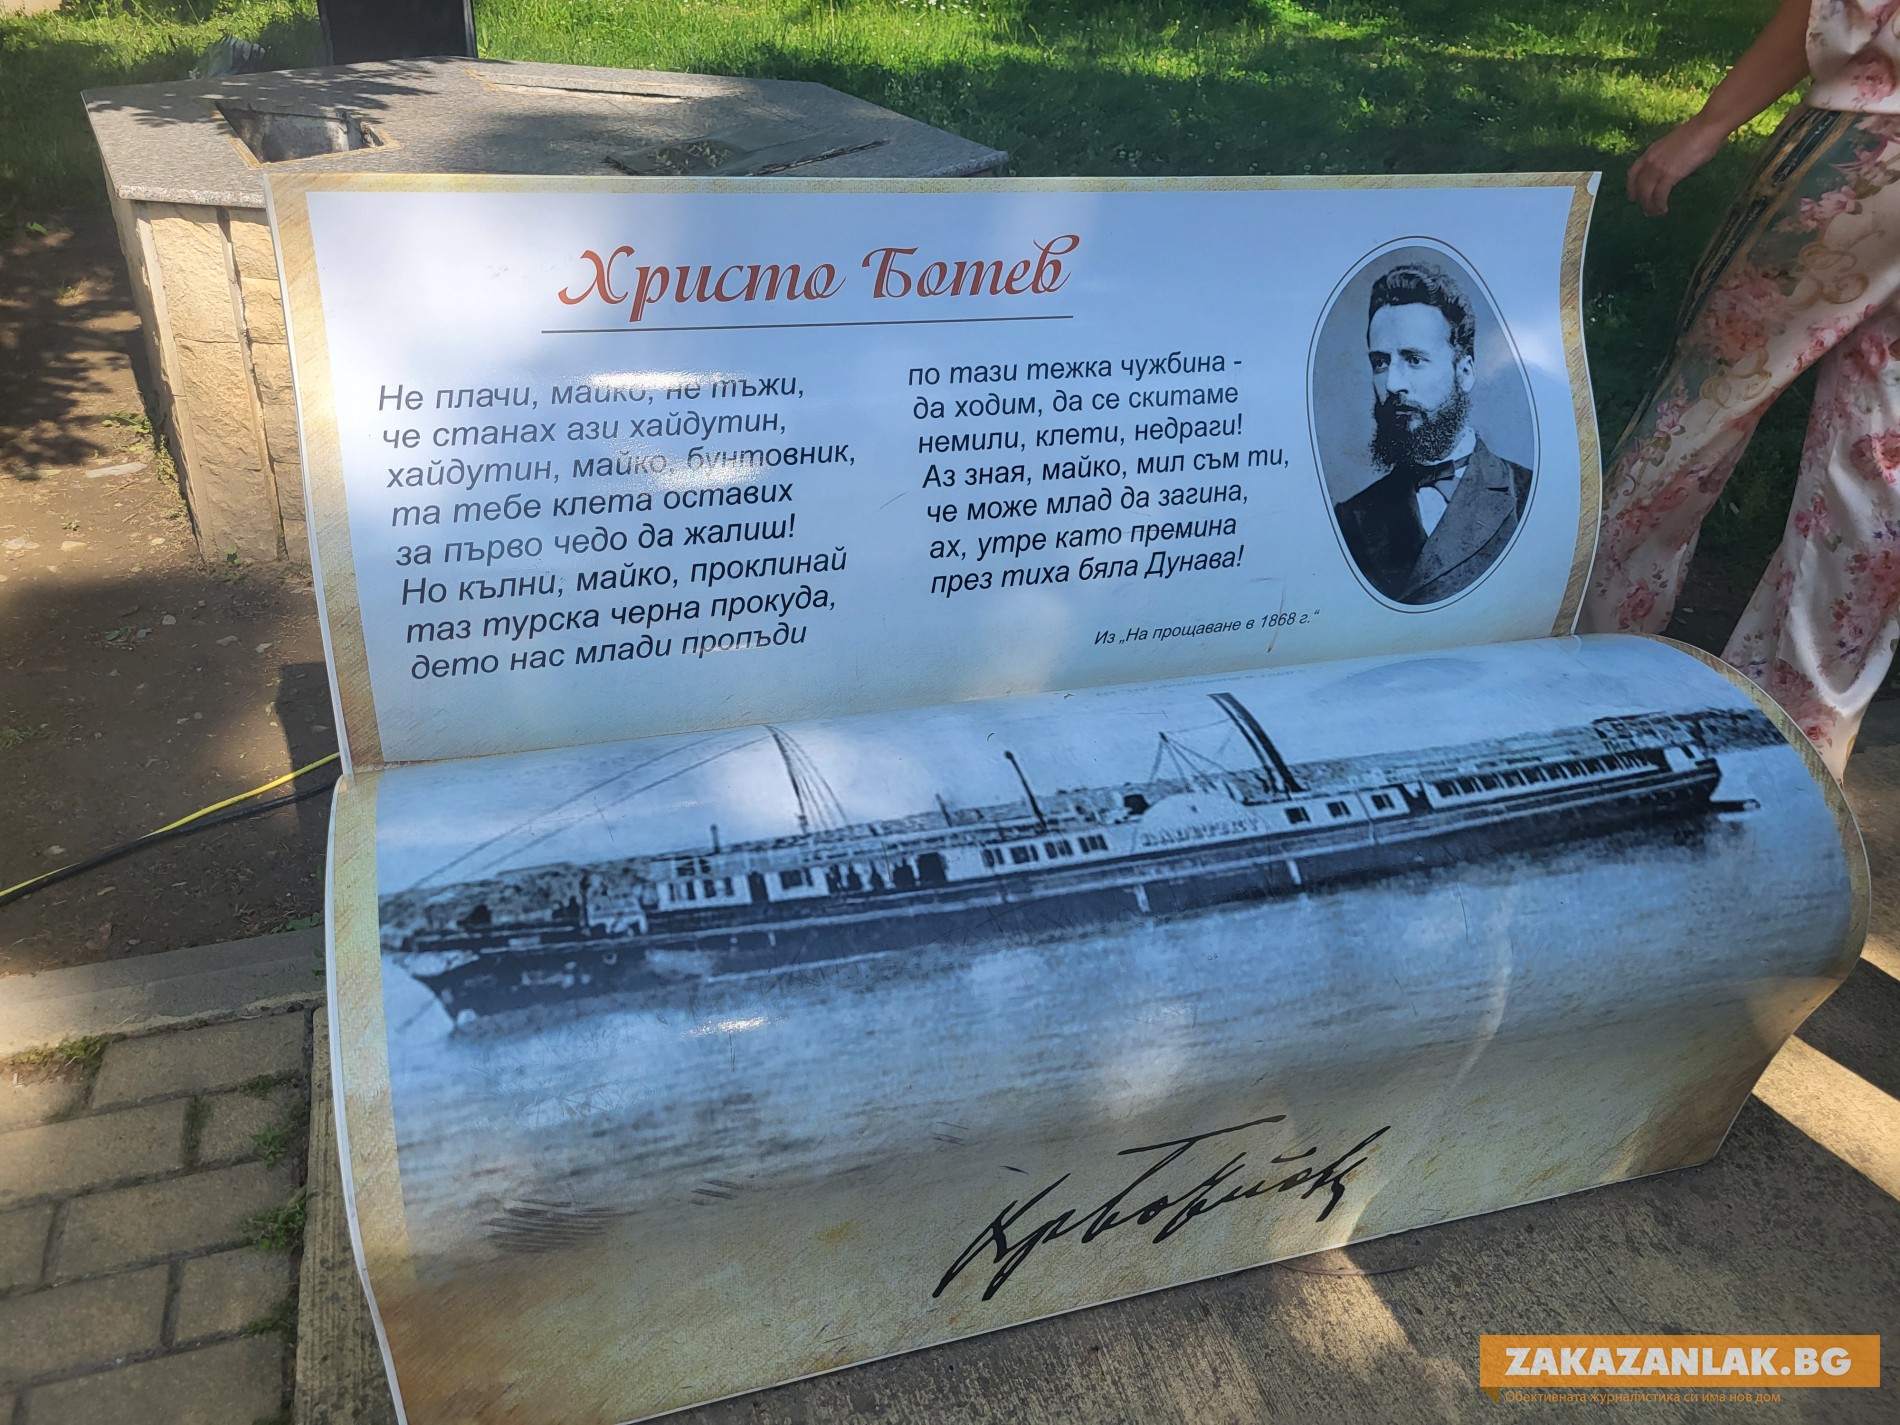 Христо Ботев
Не плачи, майко, не тъжи,
че станах ази хайдутин,
хайдутин, майко, бунтовник,
та тебе клета оставих
за първо чедо да жалиш!
Но кълни, майко, проклинай
таз турска черна прокуда,
дето нас млади пропъди
по тази тежка чужбина -
да ходим, да се скитаме
немили, клети, недраги!
Аз зная, майко, мил съм ти,
че може млад да загина,
ах, утре като премина
през тиха бяла Дунава!
Из „На прощаване в 1868 г.“
RADETZKY
ZAKAZANLAK.BG
Обективната журналистика си има нов дом